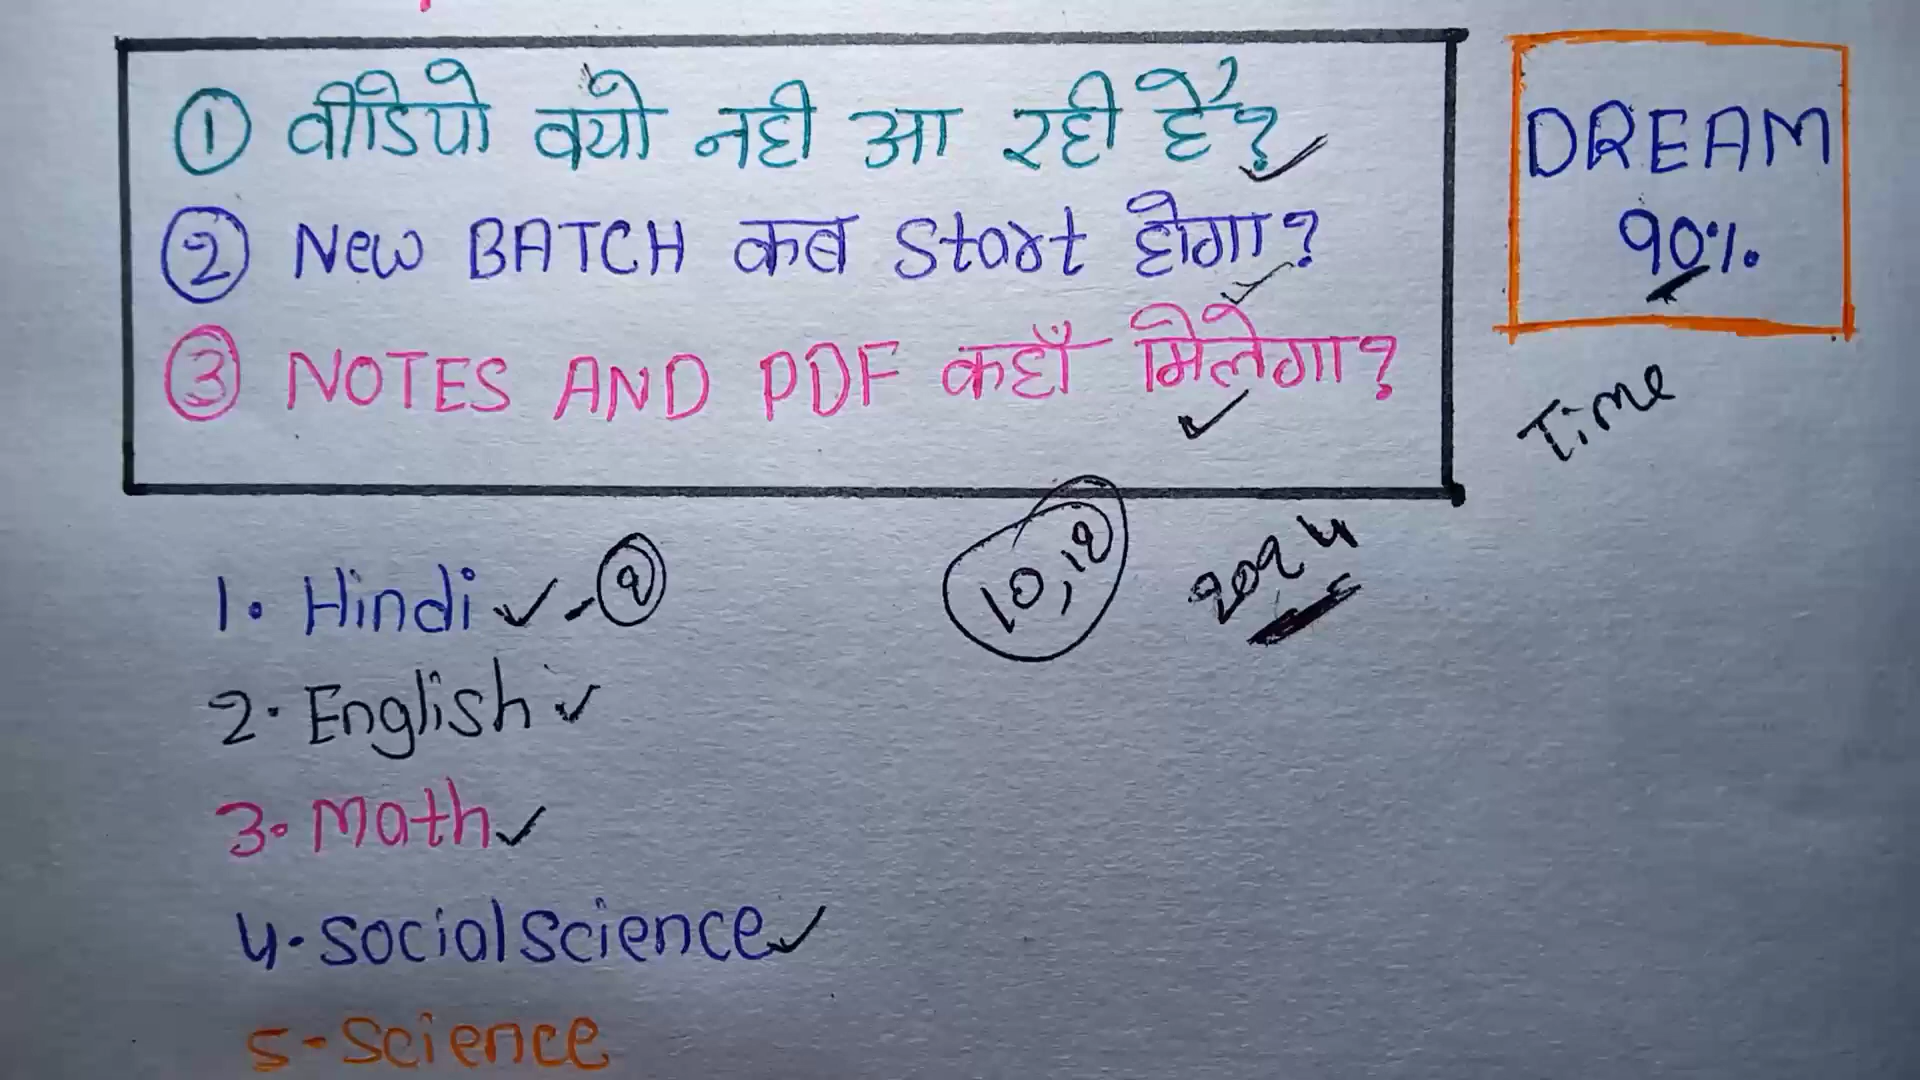 ① वीडियो क्यो नही आ रही है?
② New BATCH कब Start होगा?
③ NOTES AND PDF कहाँ मिलेगा?
DREAM
90%
Time
10,12
2024
1. Hindi ✓ - ②
2. English ✓
3. Math ✓
4. Social Science ✓
5 - Science